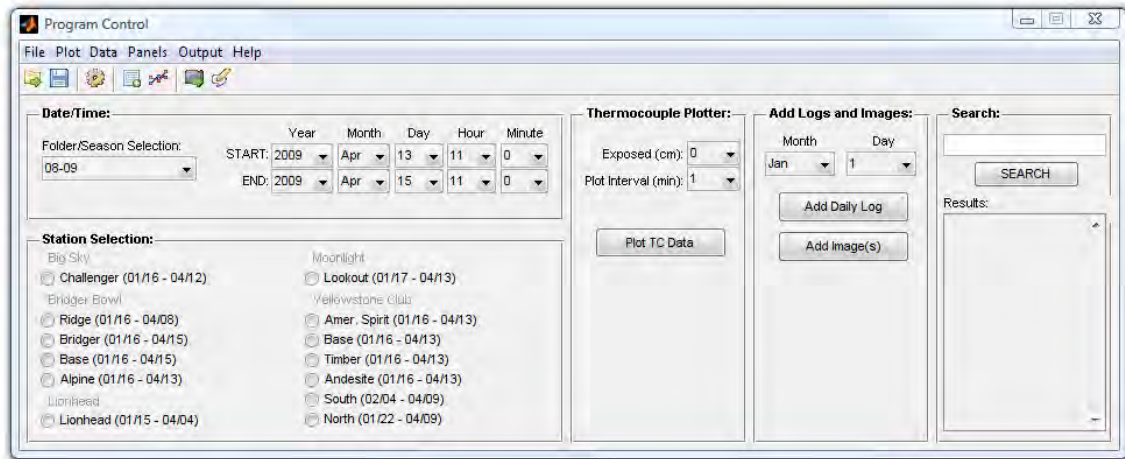 Program Control
File Plot Data Panels Output Help
Date/Time:
Year Month Day Hour Minute
Folder/Season Selection:
START: 2009 Apr 13 11 0
08-09
END: 2009 Apr 15 11 0
Station Selection:
Big Sky
Challenger (01/16 - 04/12)
Bridger Bowl
Ridge (01/16 - 04/08)
Bridger (01/16 - 04/15)
Base (01/16 - 04/15)
Alpine (01/16 - 04/13)
Lionhead
Lionhead (01/15 - 04/04)
Moonlight
Lookout (01/17 - 04/13)
Yellowstone Club
Amer. Spirit (01/16 - 04/13)
Base (01/16 - 04/13)
Timber (01/16 - 04/13)
Andesite (01/16 - 04/13)
South (02/04 - 04/09)
North (01/22 - 04/09)
Thermocouple Plotter:
Exposed (cm): 0
Plot Interval (min): 1
Plot TC Data
Add Logs and Images:
Month Day
Jan 1
Add Daily Log
Add Image(s)
Search:
SEARCH
Results: